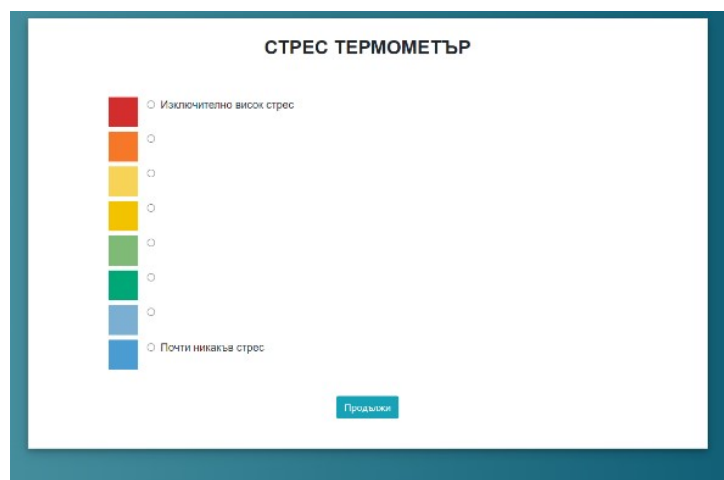 СТРЕС ТЕРМОМЕТЪР
Изключително висок стрес
Почти никакъв стрес
Продължи